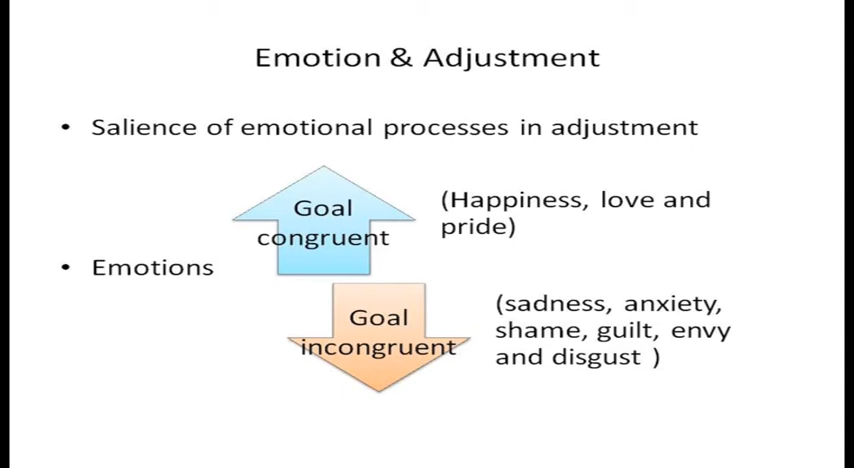 Emotion & Adjustment
• Salience of emotional processes in adjustment
Goal
congruent
(Happiness, love and
pride)
• Emotions
Goal
incongruent
(sadness, anxiety,
shame, guilt, envy
and disgust )